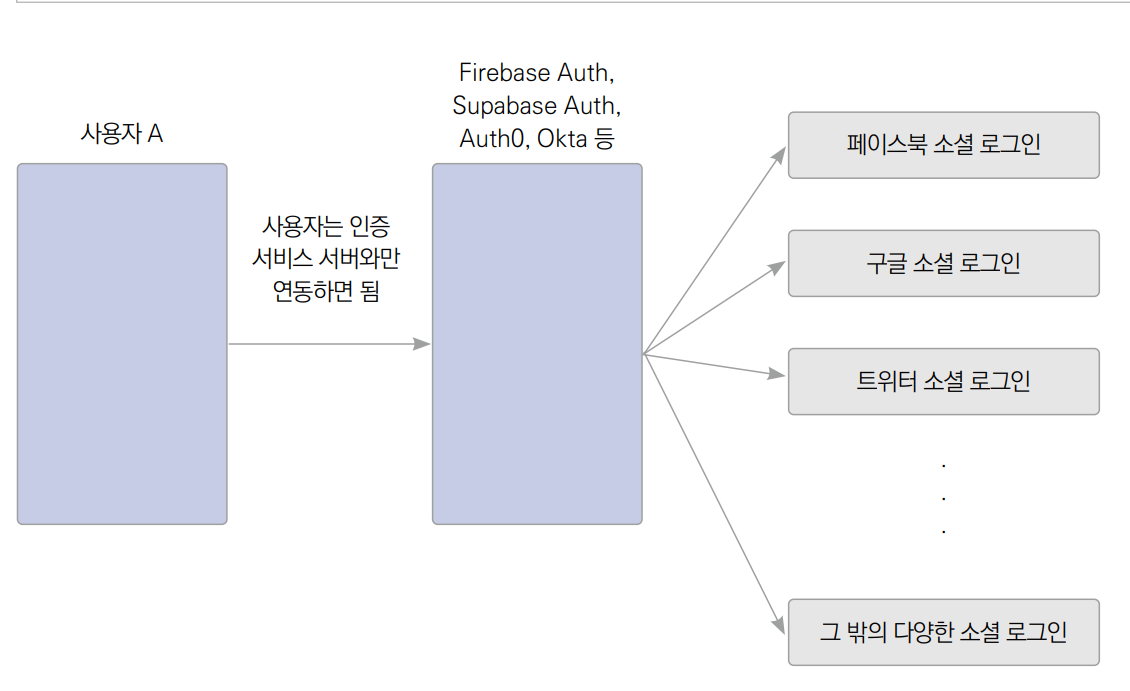 사용자 A
Firebase Auth,
Supabase Auth,
Auth0, Okta 등
사용자는 인증
서비스 서버와만
연동하면 됨
페이스북 소셜 로그인
구글 소셜 로그인
트위터 소셜 로그인
.
.
.
그 밖의 다양한 소셜 로그인